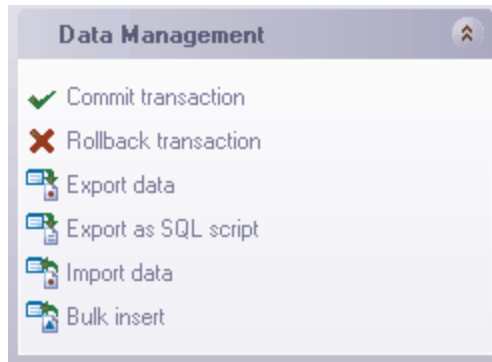 Data Management
Commit transaction
Rollback transaction
Export data
Export as SQL script
Import data
Bulk insert